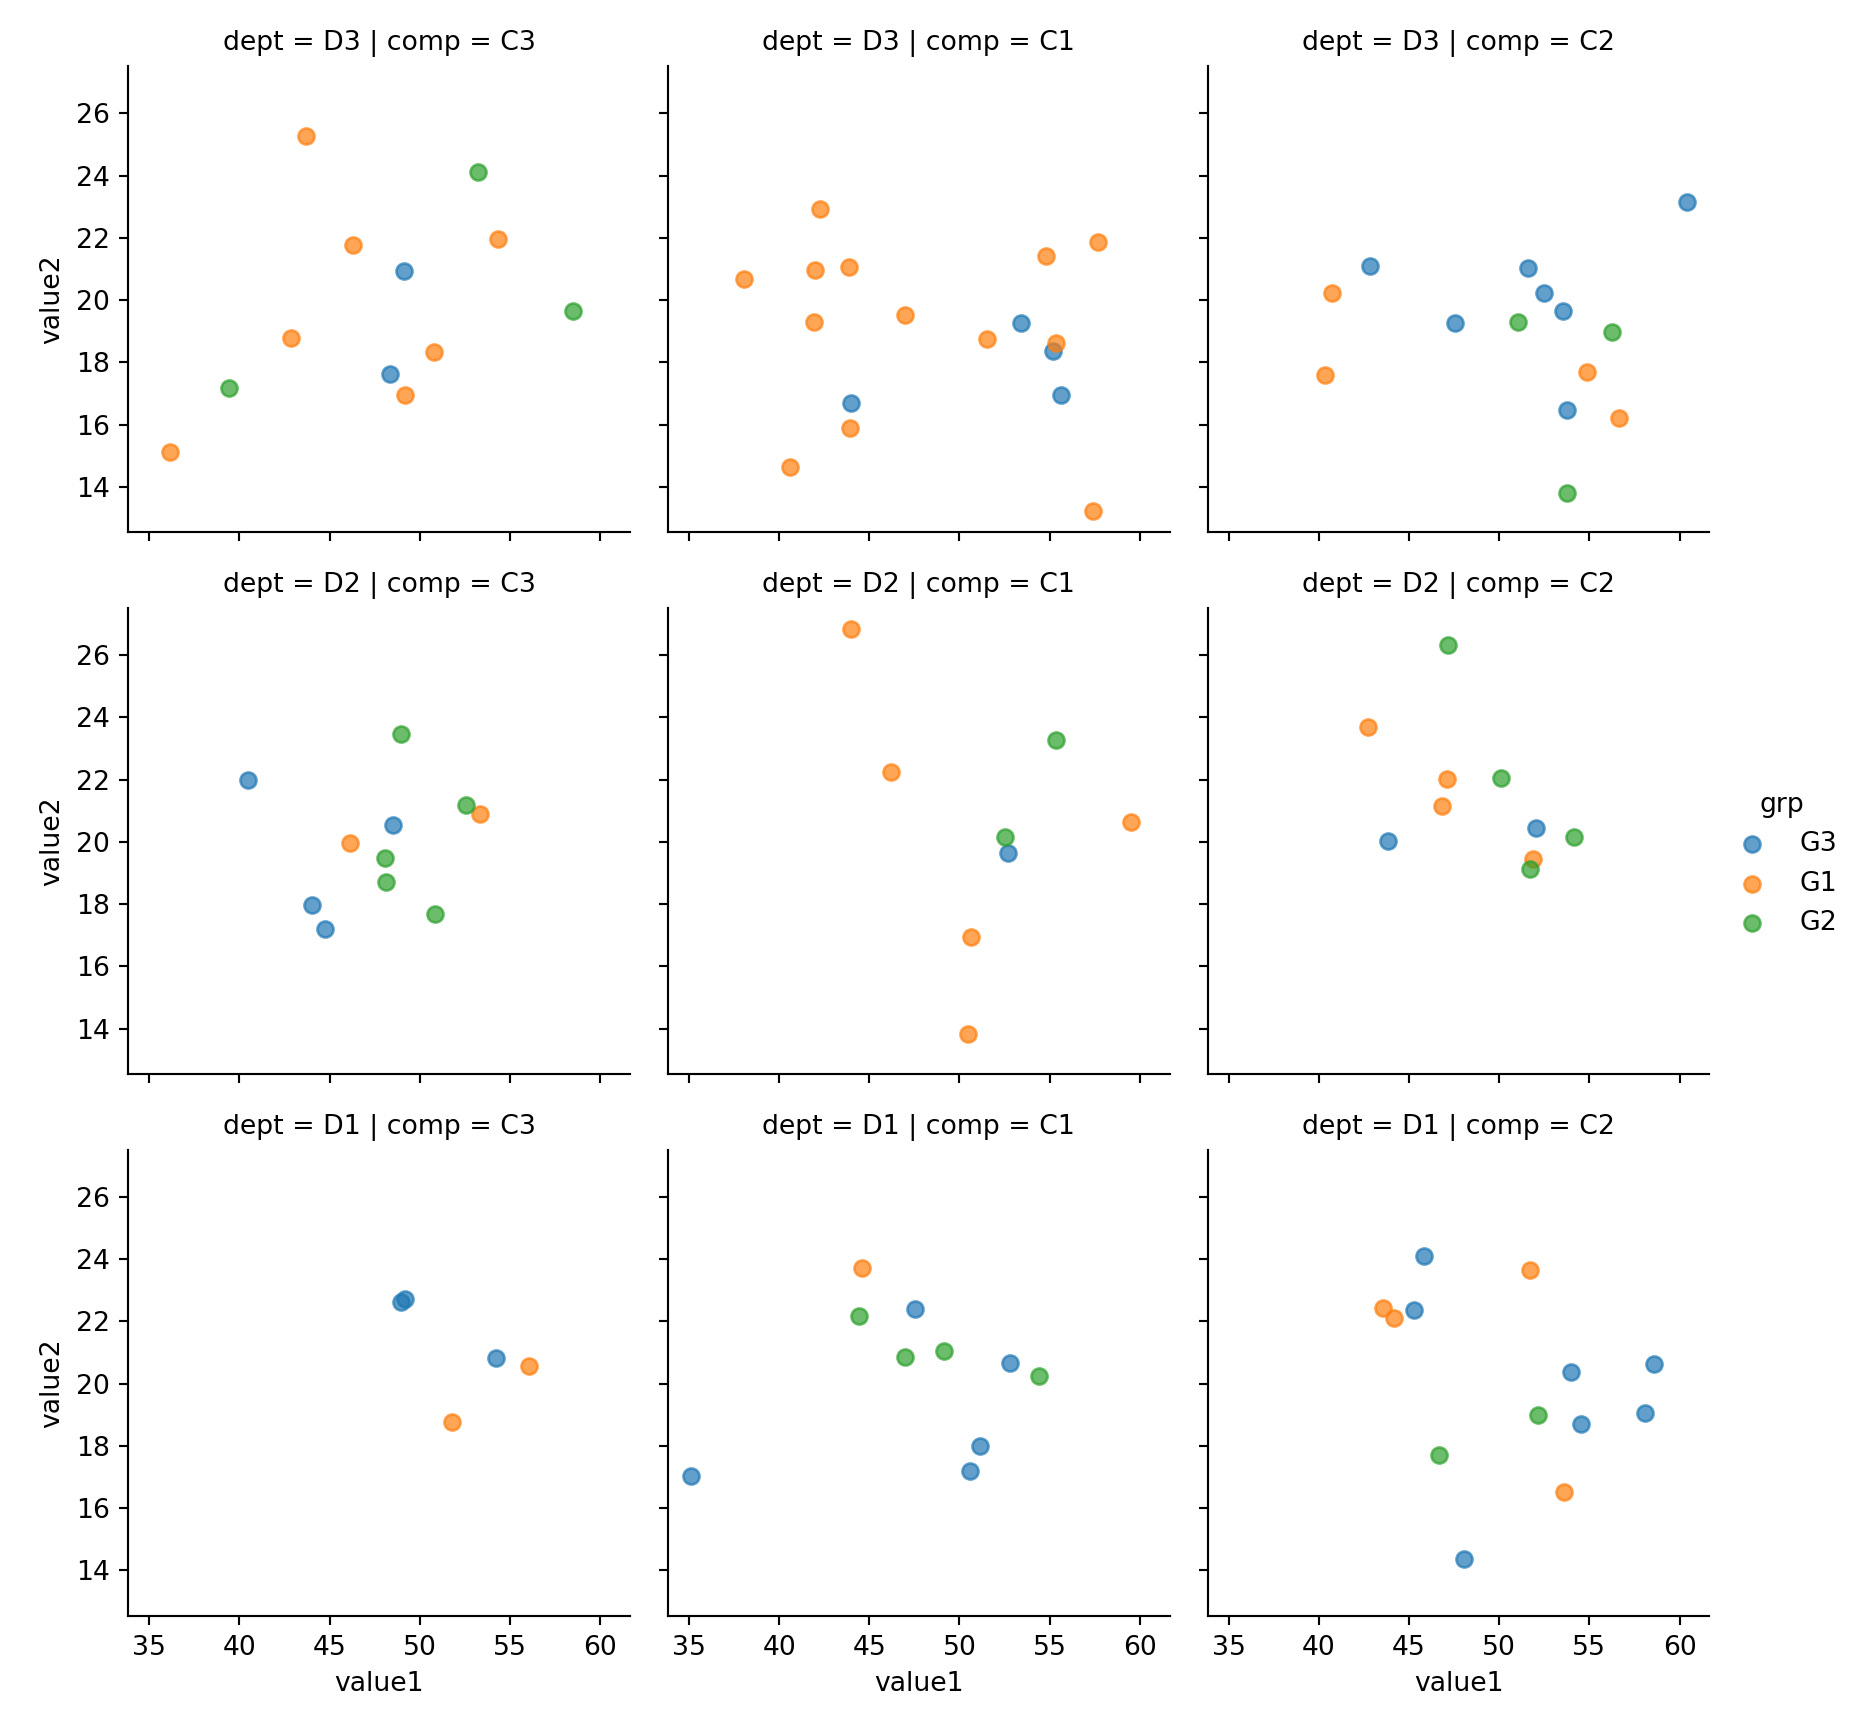 dept = D3 | comp = C3
dept = D3 | comp = C1
dept = D3 | comp = C2
26
24
22
20
18
16
14
value2
dept = D2 | comp = C3
dept = D2 | comp = C1
dept = D2 | comp = C2
26
24
22
20
18
16
14
value2
grp
G3
G1
G2
dept = D1 | comp = C3
dept = D1 | comp = C1
dept = D1 | comp = C2
26
24
22
20
18
16
14
value2
35 40 45 50 55 60
35 40 45 50 55 60
35 40 45 50 55 60
value1
value1
value1